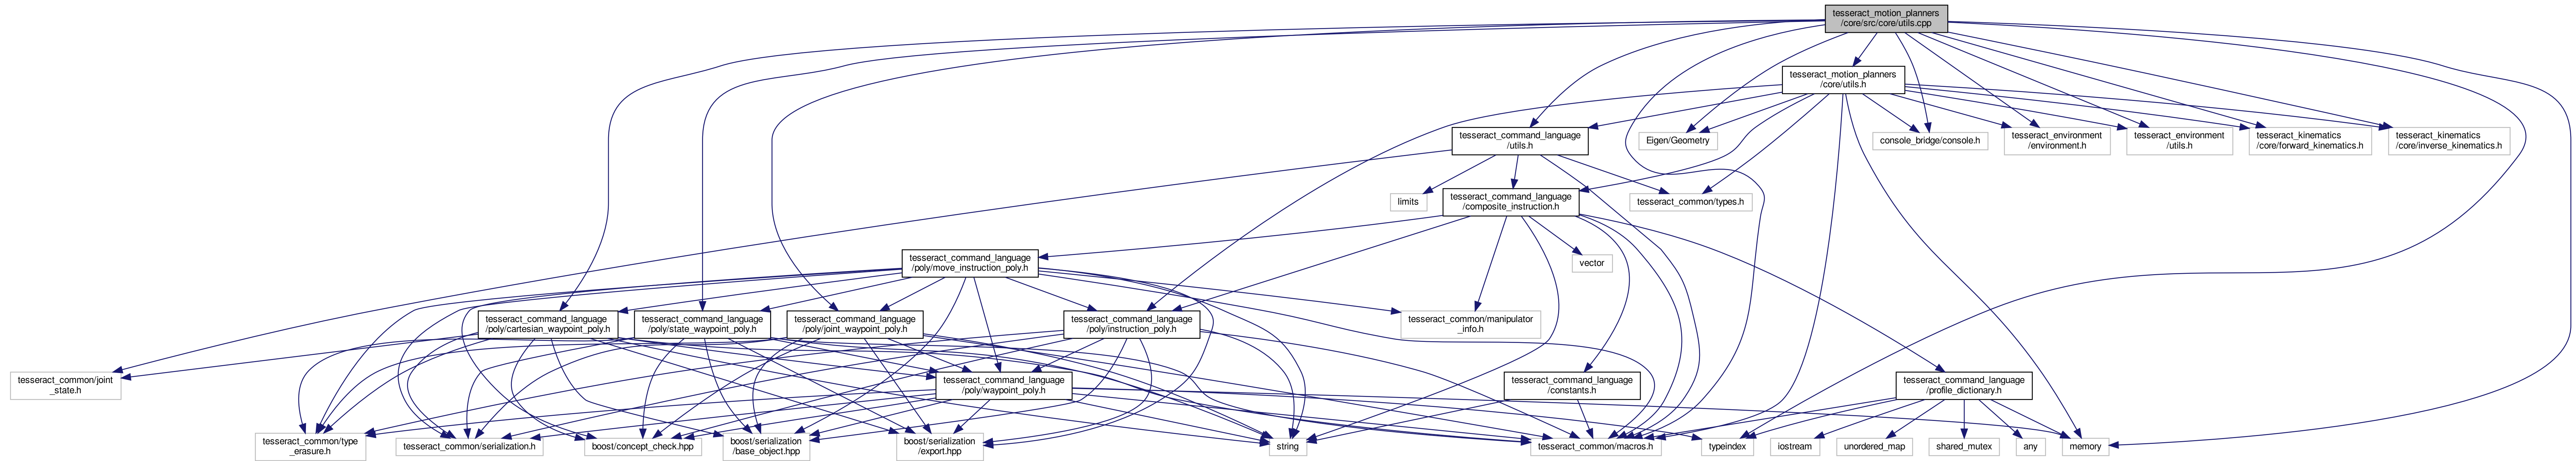 tesseract_motion_planners
/core/src/core/utils.cpp
tesseract_motion_planners
/core/utils.h
tesseract_command_language
/utils.h
Eigen/Geometry
console_bridge/console.h
tesseract_environment
/environment.h
tesseract_environment
/utils.h
tesseract_kinematics
/core/forward_kinematics.h
tesseract_kinematics
/core/inverse_kinematics.h
limits
tesseract_command_language
/composite_instruction.h
tesseract_common/types.h
tesseract_command_language
/poly/move_instruction_poly.h
vector
tesseract_command_language
/poly/cartesian_waypoint_poly.h
tesseract_command_language
/poly/state_waypoint_poly.h
tesseract_command_language
/poly/joint_waypoint_poly.h
tesseract_command_language
/poly/instruction_poly.h
tesseract_common/manipulator
_info.h
tesseract_common/joint
_state.h
tesseract_command_language
/poly/waypoint_poly.h
tesseract_command_language
/constants.h
tesseract_command_language
/profile_dictionary.h
tesseract_common/type
_erasure.h
tesseract_common/serialization.h
boost/concept_check.hpp
boost/serialization
/base_object.hpp
boost/serialization
/export.hpp
string
tesseract_common/macros.h
typeindex
iostream
unordered_map
shared_mutex
any
memory